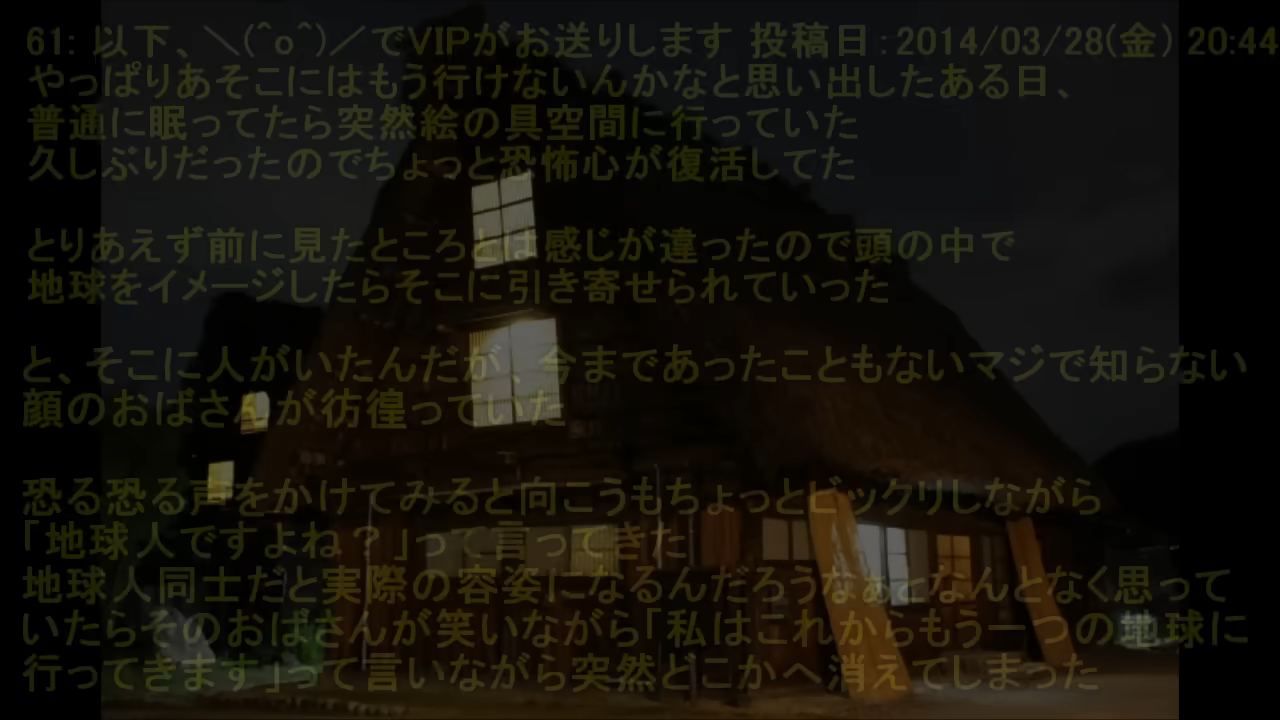 61: 以下、＼(^o^)／でVIPがお送りします 投稿日:2014/03/28(金) 20:44
やっぱりあそこにはもう行けないんかなと思い出したある日、
普通に眠ってたら突然絵の具空間に行っていた
久しぶりだったのでちょっと恐怖心が復活してた
とりあえず前に見たところとは感じが違ったので頭の中で
地球をイメージしたらそこに引き寄せられていった
と、そこに人がいたんだが、今まであったこともないマジで知らない
顔のおばさんが彷徨っていた
恐る恐る声をかけてみると向こうもちょっとビックリしながら
「地球人ですよね？」って言ってきた
地球人同士だと実際の容姿になるんだろうなぁとなんとなく思って
いたらそのおばさんが笑いながら「私はこれからもう一つの地球に
行ってきます」って言いながら突然どこかへ消えてしまった